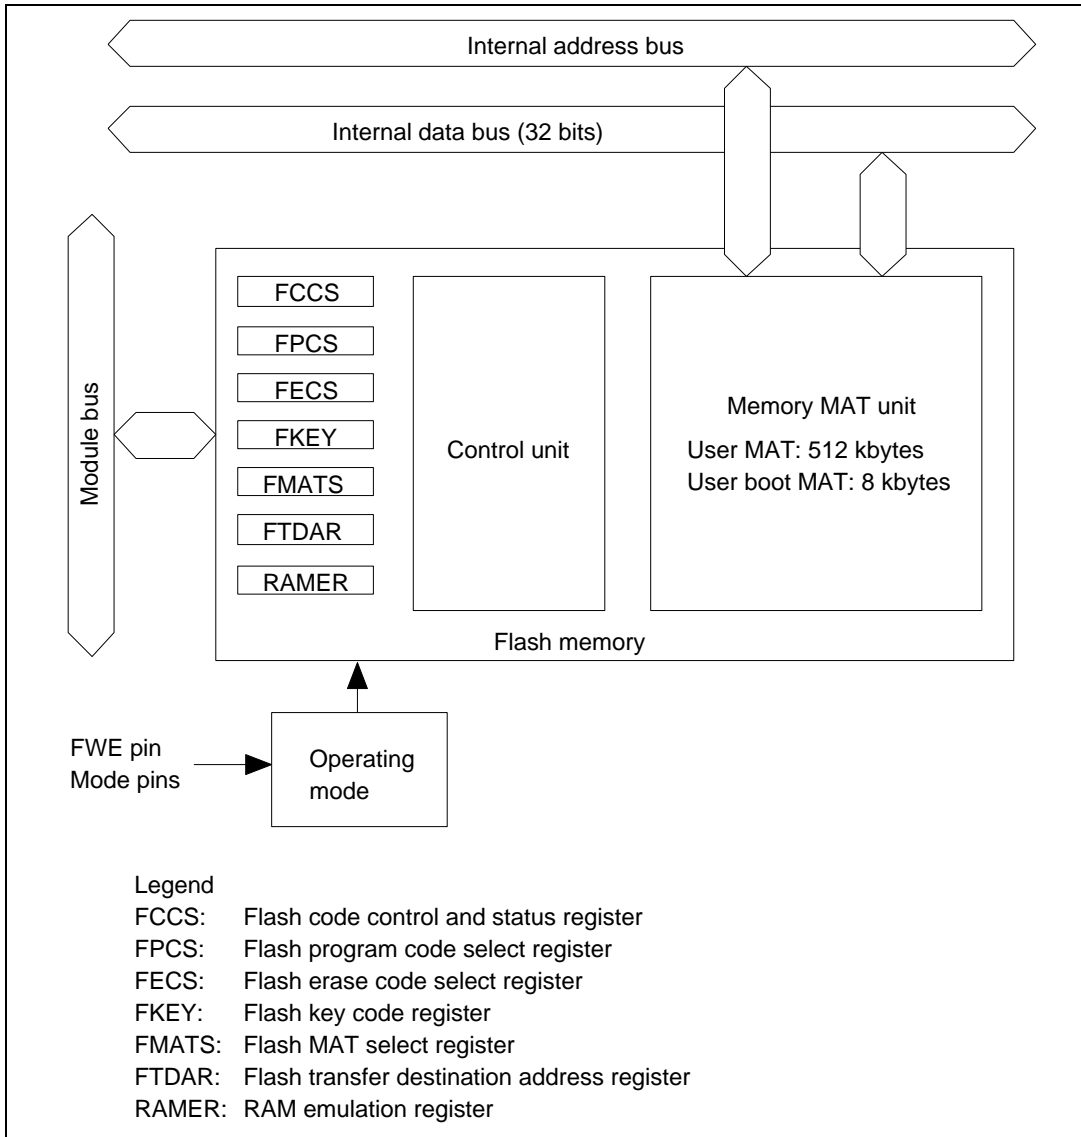 Internal address bus
Internal data bus (32 bits)
Module bus
FCCS
FPCS
FECS
FKEY
FMATS
FTDAR
RAMER
Control unit
Memory MAT unit
User MAT: 512 kbytes
User boot MAT: 8 kbytes
Flash memory
FWE pin
Mode pins
Operating
mode
Legend
FCCS: Flash code control and status register
FPCS: Flash program code select register
FECS: Flash erase code select register
FKEY: Flash key code register
FMATS: Flash MAT select register
FTDAR: Flash transfer destination address register
RAMER: RAM emulation register